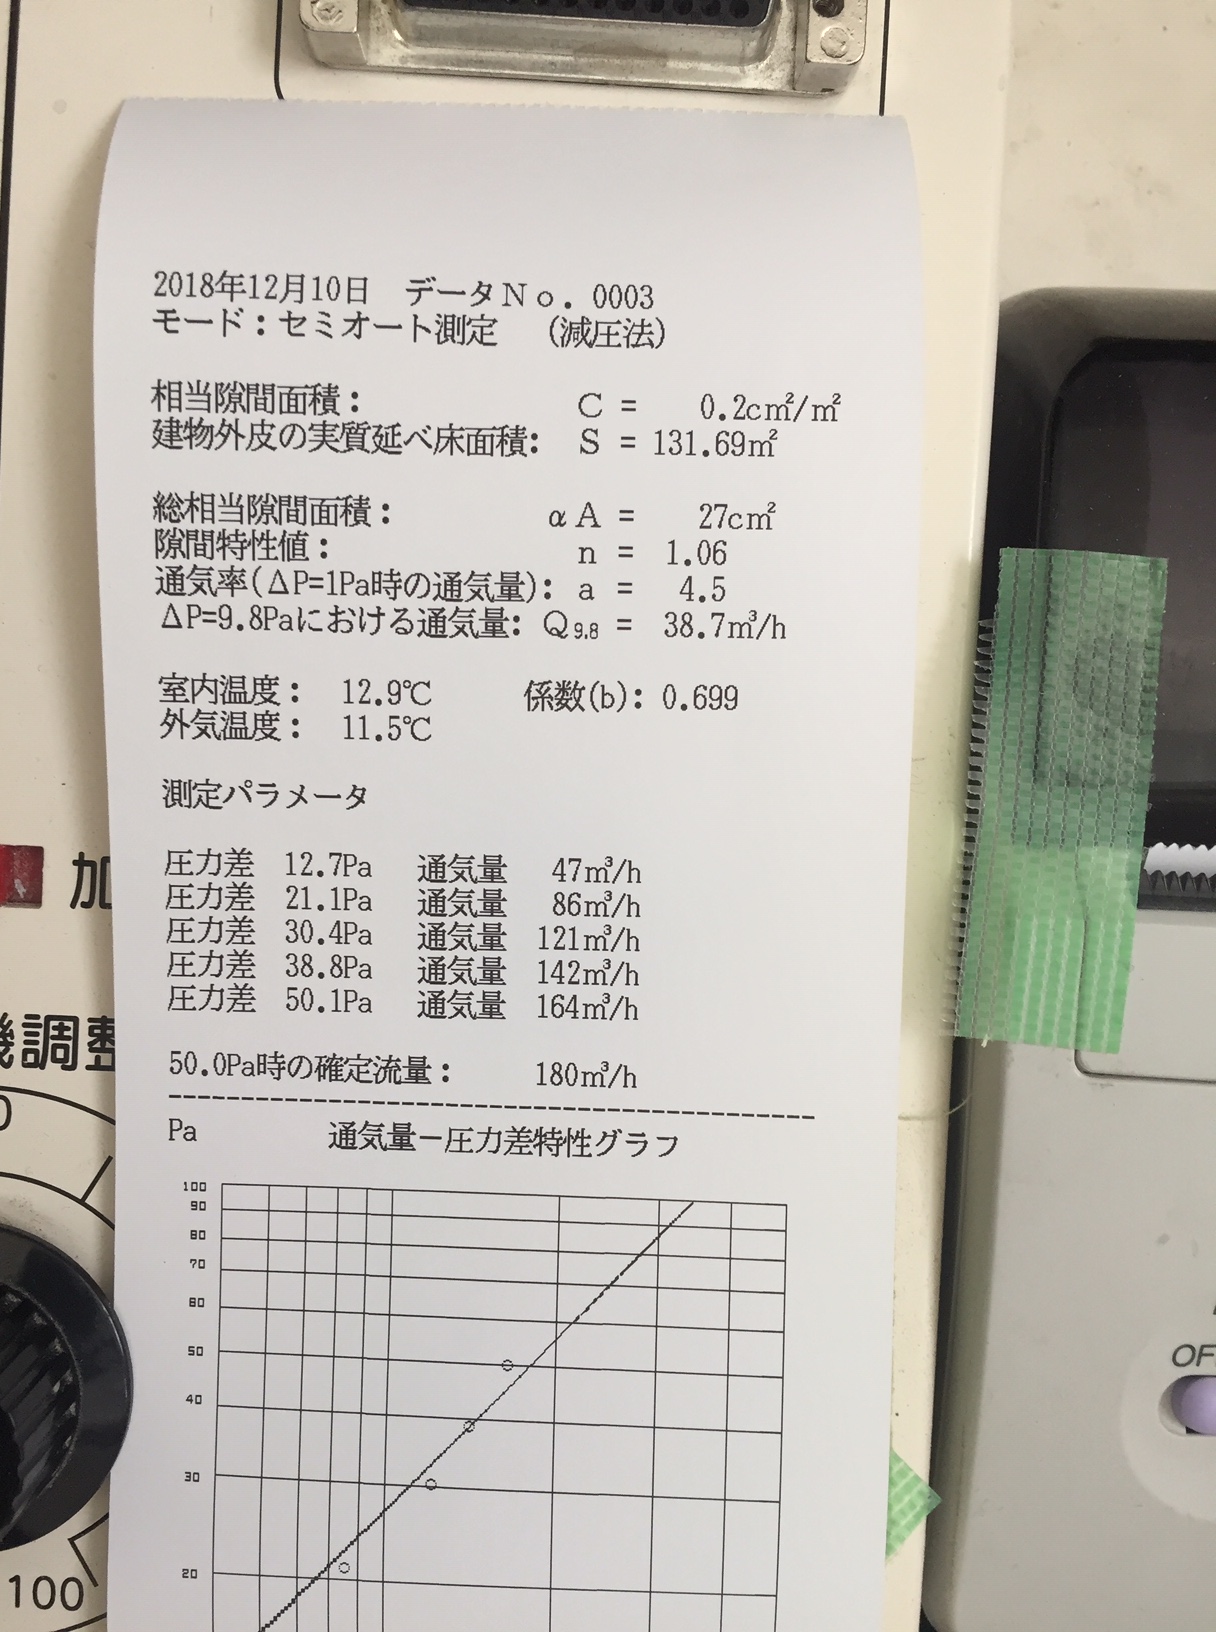 2018年12月10日 データNo. 0003
モード：セミオート測定 （減圧法）
相当隙間面積： C = 0.2c㎡/㎡
建物外皮の実質延べ床面積： S = 131.69㎡
総相当隙間面積： αA = 27c㎡
隙間特性値： n = 1.06
通気率(ΔP=1Pa時の通気量)： a = 4.5
ΔP=9.8Paにおける通気量： Q9.8 = 38.7㎥/h
室内温度： 12.9℃ 係数(b)：0.699
外気温度： 11.5℃
測定パラメータ
圧力差 12.7Pa 通気量 47㎥/h
圧力差 21.1Pa 通気量 86㎥/h
圧力差 30.4Pa 通気量 121㎥/h
圧力差 38.8Pa 通気量 142㎥/h
圧力差 50.1Pa 通気量 164㎥/h
50.0Pa時の確定流量： 180㎥/h
Pa 通気量－圧力差特性グラフ
100
90
80
70
60
50
40
30
20
加
調整
100